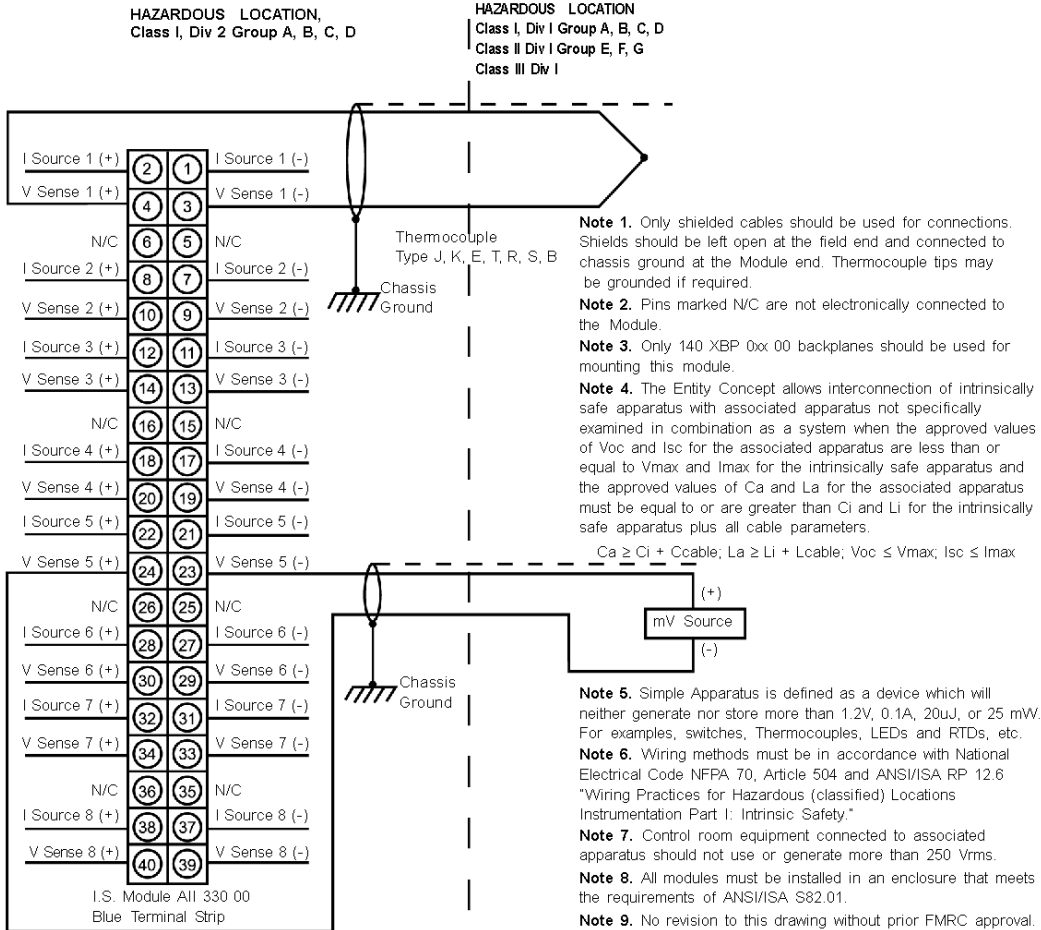 HAZARDOUS LOCATION,
Class I, Div 2 Group A, B, C, D
HAZARDOUS LOCATION
Class I, Div I Group A, B, C, D
Class II Div I Group E, F, G
Class III Div I
I Source 1 (+) 2 1 I Source 1 (-)
V Sense 1 (+) 4 3 V Sense 1 (-)
N/C 6 5 N/C
I Source 2 (+) 8 7 I Source 2 (-)
V Sense 2 (+) 10 9 V Sense 2 (-)
I Source 3 (+) 12 11 I Source 3 (-)
V Sense 3 (+) 14 13 V Sense 3 (-)
N/C 16 15 N/C
I Source 4 (+) 18 17 I Source 4 (-)
V Sense 4 (+) 20 19 V Sense 4 (-)
I Source 5 (+) 22 21 I Source 5 (-)
V Sense 5 (+) 24 23 V Sense 5 (-)
N/C 26 25 N/C
I Source 6 (+) 28 27 I Source 6 (-)
V Sense 6 (+) 30 29 V Sense 6 (-)
I Source 7 (+) 32 31 I Source 7 (-)
V Sense 7 (+) 34 33 V Sense 7 (-)
N/C 36 35 N/C
I Source 8 (+) 38 37 I Source 8 (-)
V Sense 8 (+) 40 39 V Sense 8 (-)
I.S. Module AII 330 00
Blue Terminal Strip
Thermocouple
Type J, K, E, T, R, S, B
Chassis
Ground
Chassis
Ground
Note 1. Only shielded cables should be used for connections.
Shields should be left open at the field end and connected to
chassis ground at the Module end. Thermocouple tips may
be grounded if required.
Note 2. Pins marked N/C are not electronically connected to
the Module.
Note 3. Only 140 XBP 0xx 00 backplanes should be used for
mounting this module.
Note 4. The Entity Concept allows interconnection of intrinsically
safe apparatus with associated apparatus not specifically
examined in combination as a system when the approved values
of Voc and Isc for the associated apparatus are less than or
equal to Vmax and Imax for the intrinsically safe apparatus and
the approved values of Ca and La for the associated apparatus
must be equal to or are greater than Ci and Li for the intrinsically
safe apparatus plus all cable parameters.
Ca ≥ Ci + Ccable; La ≥ Li + Lcable; Voc ≤ Vmax; Isc ≤ Imax
(+)
mV Source
(-)
Note 5. Simple Apparatus is defined as a device which will
neither generate nor store more than 1.2V, 0.1A, 20uJ, or 25 mW.
For examples, switches, Thermocouples, LEDs and RTDs, etc.
Note 6. Wiring methods must be in accordance with National
Electrical Code NFPA 70, Article 504 and ANSI/ISA RP 12.6
"Wiring Practices for Hazardous (classified) Locations
Instrumentation Part I: Intrinsic Safety."
Note 7. Control room equipment connected to associated
apparatus should not use or generate more than 250 Vrms.
Note 8. All modules must be installed in an enclosure that meets
the requirements of ANSI/ISA S82.01.
Note 9. No revision to this drawing without prior FMRC approval.